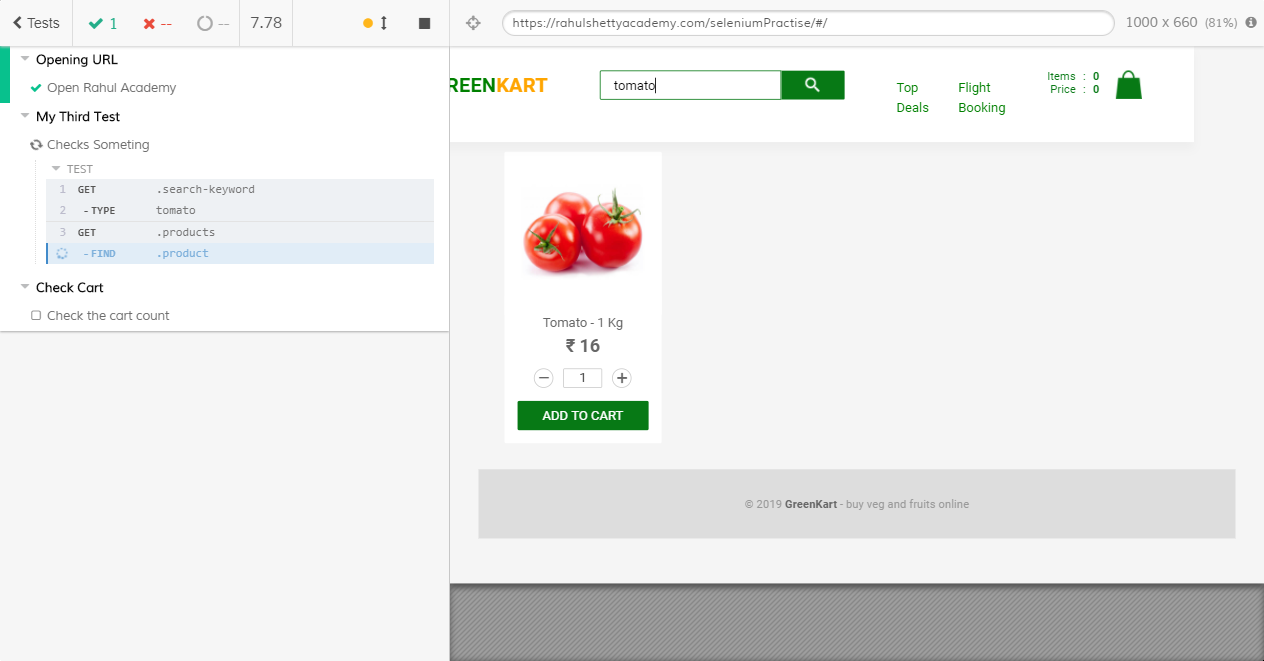 Tests
1
--
--
7.78
https://rahulshettyacademy.com/seleniumPractise/#/
1000 x 660 (81%)
Opening URL
Open Rahul Academy
My Third Test
Checks Someting
TEST
1 GET .search-keyword
2 - TYPE tomato
3 GET .products
- FIND .product
Check Cart
Check the cart count
REENKART
tomato
Top
Deals
Flight
Booking
Items : 0
Price : 0
Tomato - 1 Kg
₹ 16
− 1 +
ADD TO CART
© 2019 GreenKart - buy veg and fruits online